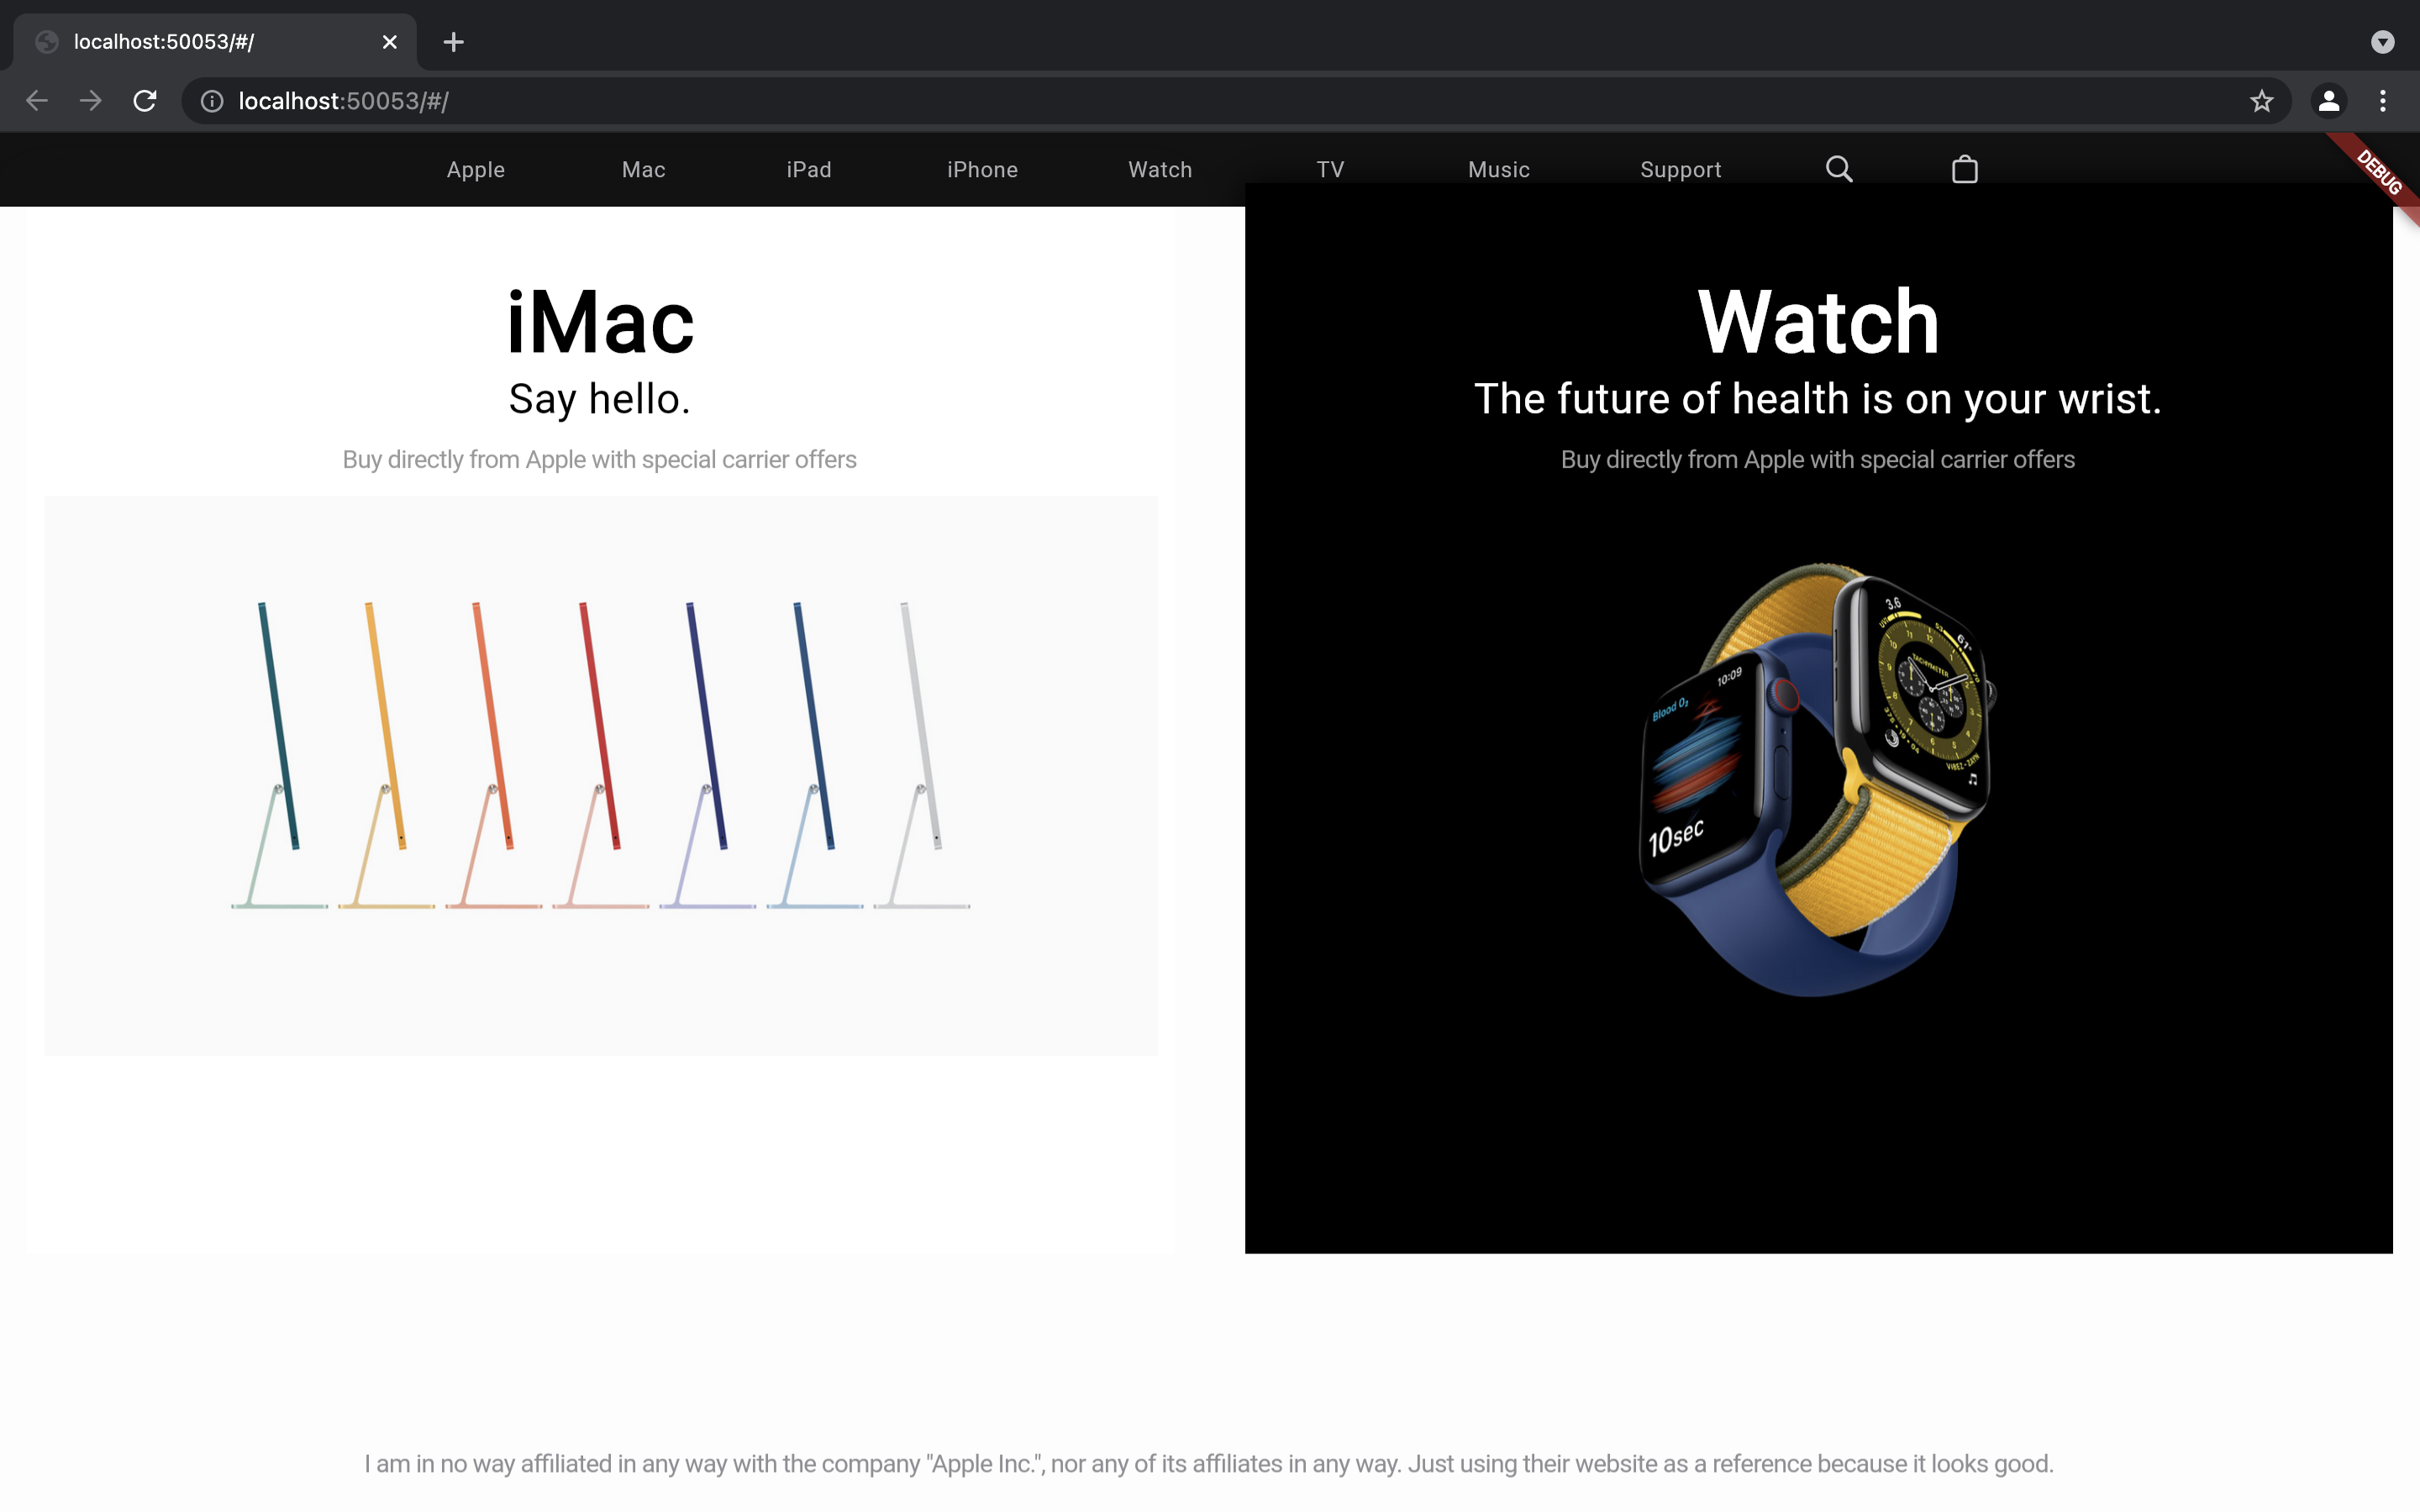 localhost:50053/#/
localhost:50053/#/
Apple Mac iPad iPhone Watch TV Music Support
DEBUG
iMac
Say hello.
Buy directly from Apple with special carrier offers
Watch
The future of health is on your wrist.
Buy directly from Apple with special carrier offers
3.6
61°
TACHYMETER
10:09
Blood O₂
10sec
I am in no way affiliated in any way with the company "Apple Inc.", nor any of its affiliates in any way. Just using their website as a reference because it looks good.